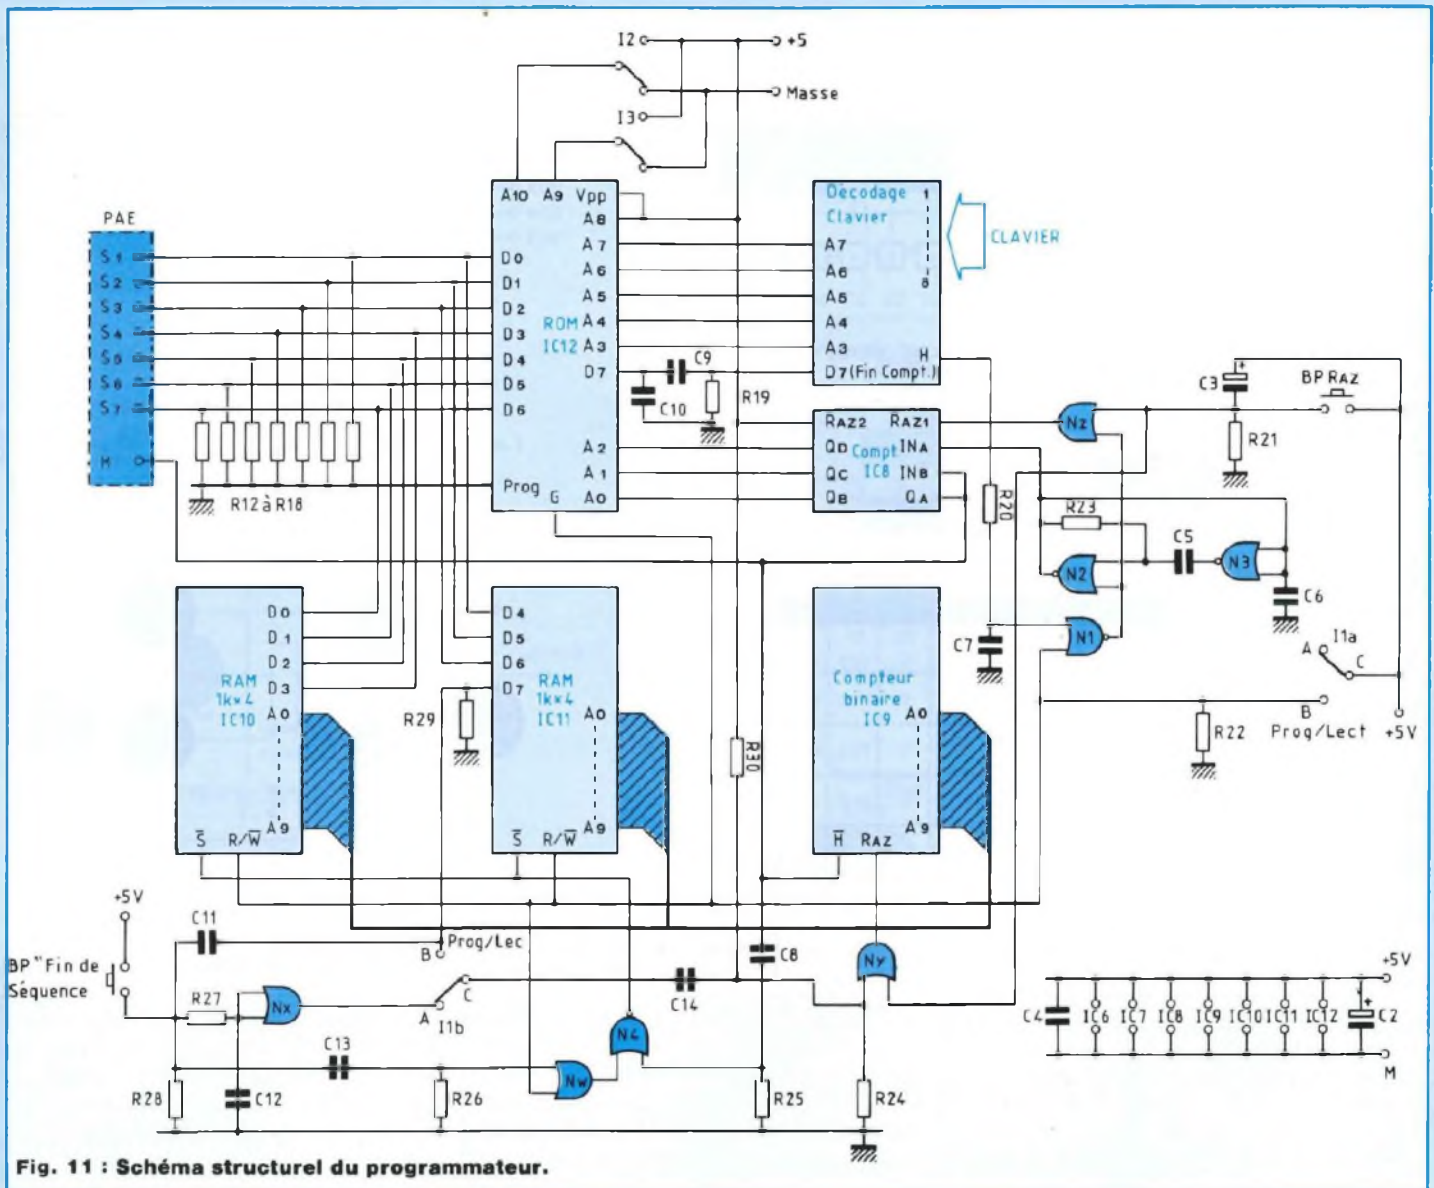 I2
+5
Masse
I3
PAE
S1
S2
S3
S4
S5
S6
S7
H
R12 à R18
A10 A9 Vpp
A8
A7
A6
A5
A4
A3
D7
A2
A1
A0
D0
D1
D2
D3
D4
D5
D6
Prog
G
ROM
IC12
C9
C10
R19
Décodage
Clavier
1
8
A7
A6
A5
A4
A3
H
D7 (Fin Compt.)
CLAVIER
RAZ2 RAZ1
QD INA
Compt
IC8
QC INB
QB QA
Nz
C3
BP RAZ
R21
R20
R23
C5
N2
N3
C6
N1
C7
A
I1a
C
B
Prog/Lect
+5V
R22
D0
D1
D2
D3
RAM
1k×4
IC10
A0
A9
S̅ R/W̅
R29
D4
D5
D6
D7
RAM
1k×4
IC11
A0
A9
S̅ R/W̅
R30
Compteur
binaire
IC9
A0
A9
H̅ RAZ
+5V
C11
BP "Fin de
Séquence
R27
Nx
B
Prog/Lec
C
A
I1b
C14
C8
Ny
N4
C13
Nw
R28
C12
R26
R25
R24
+5V
C4
IC6
IC7
IC8
IC9
IC10
IC11
IC12
C2
M
Fig. 11 : Schéma structurel du programmateur.